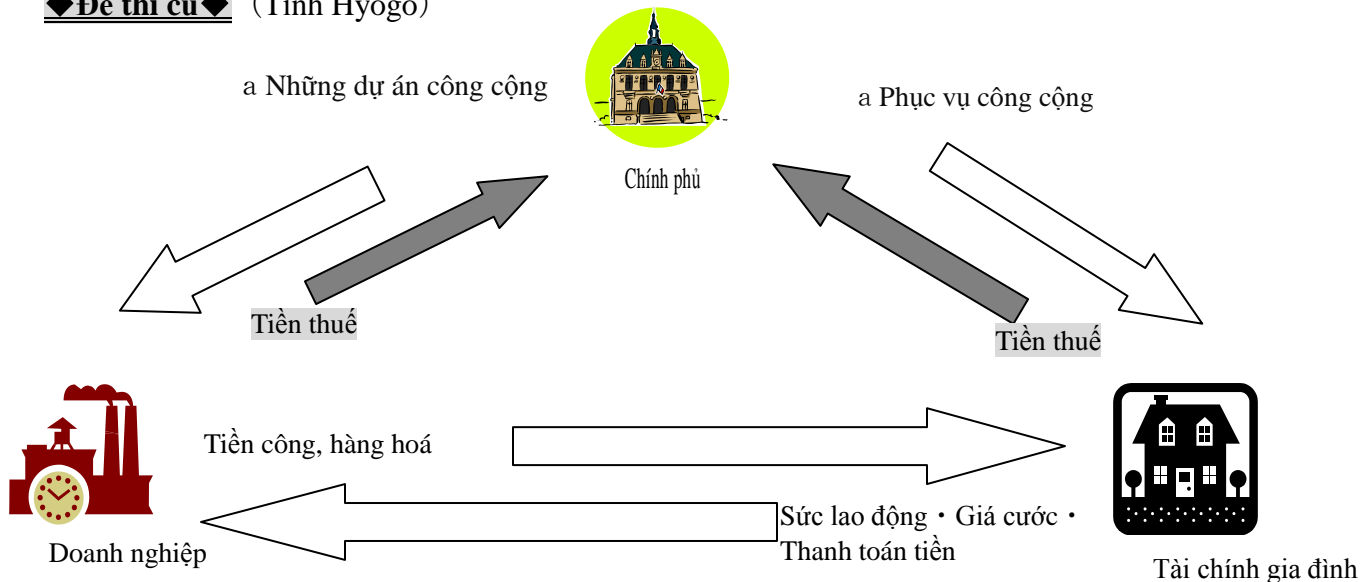 ◆Đề thi cũ◆ （Tỉnh Hyogo）
a Những dự án công cộng
a Phục vụ công cộng
Chính phủ
Tiền thuế
Tiền thuế
Tiền công, hàng hoá
Sức lao động・Giá cước・
Thanh toán tiền
Doanh nghiệp
Tài chính gia đình